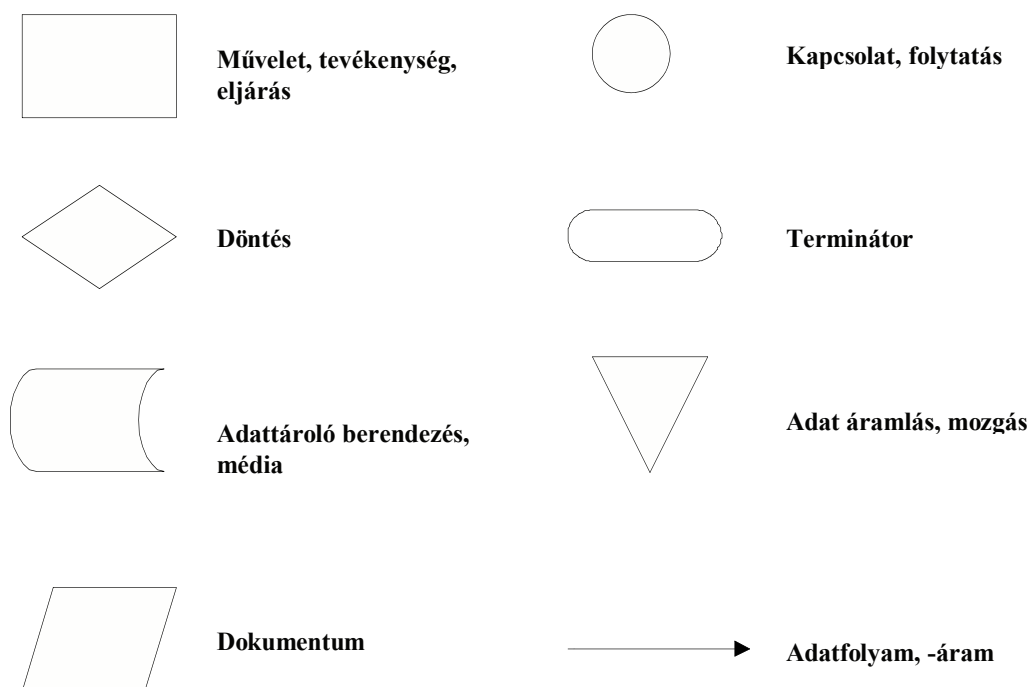 Művelet, tevékenység,
eljárás
Kapcsolat, folytatás
Döntés
Terminátor
Adattároló berendezés,
média
Adat áramlás, mozgás
Dokumentum
Adatfolyam, -áram